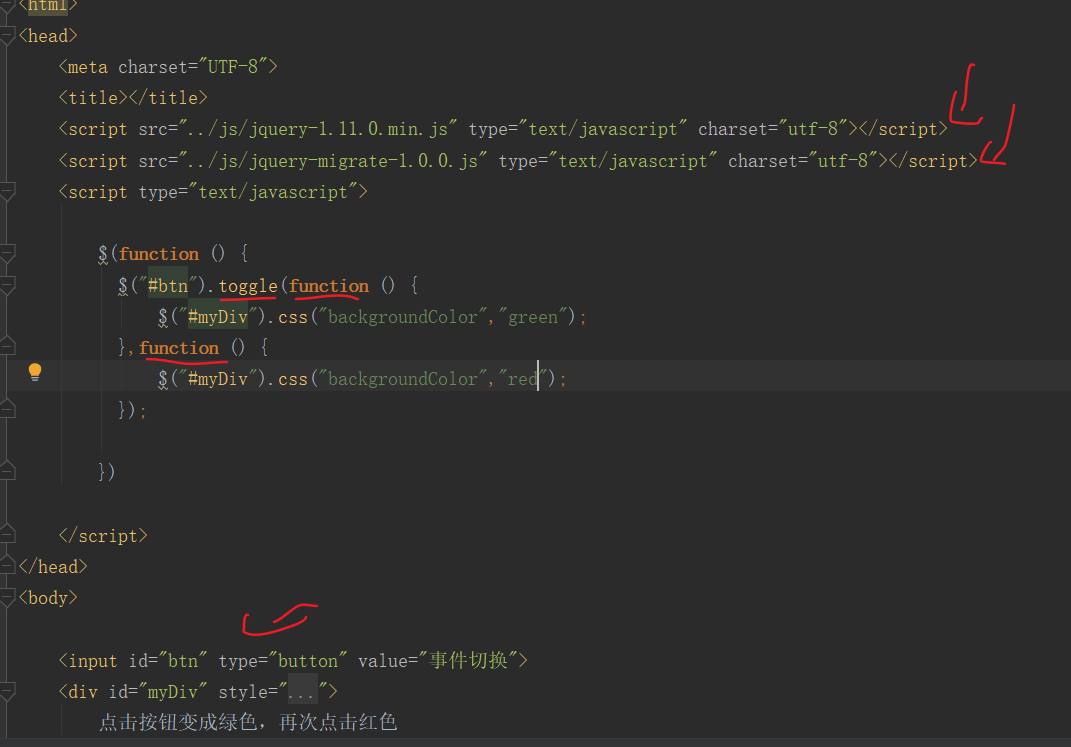 <html>
<head>
<meta charset="UTF-8">
<title></title>
<script src="../js/jquery-1.11.0.min.js" type="text/javascript" charset="utf-8"></script>
<script src="../js/jquery-migrate-1.0.0.js" type="text/javascript" charset="utf-8"></script>
<script type="text/javascript">
$(function () {
$("#btn").toggle(function () {
$("#myDiv").css("backgroundColor","green");
},function () {
$("#myDiv").css("backgroundColor","red");
});
})
</script>
</head>
<body>
<input id="btn" type="button" value="事件切换">
<div id="myDiv" style="...">
点击按钮变成绿色，再次点击红色